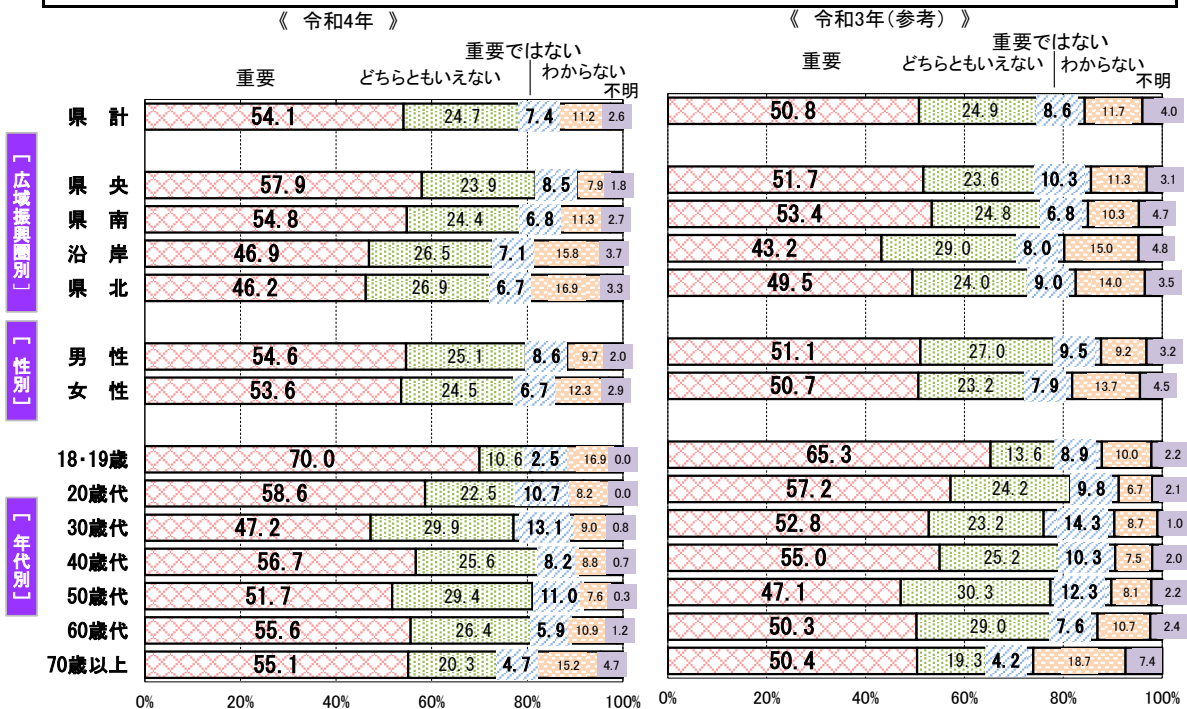 《 令和4年 》
重要
どちらともいえない
重要ではない
わからない
不明
[ 広域振興圏別 ]
[ 性別 ]
[ 年代別 ]
県 計 54.1 24.7 7.4 11.2 2.6
県 央 57.9 23.9 8.5 7.9 1.8
県 南 54.8 24.4 6.8 11.3 2.7
沿 岸 46.9 26.5 7.1 15.8 3.7
県 北 46.2 26.9 6.7 16.9 3.3
男 性 54.6 25.1 8.6 9.7 2.0
女 性 53.6 24.5 6.7 12.3 2.9
18・19歳 70.0 10.6 2.5 16.9 0.0
20歳代 58.6 22.5 10.7 8.2 0.0
30歳代 47.2 29.9 13.1 9.0 0.8
40歳代 56.7 25.6 8.2 8.8 0.7
50歳代 51.7 29.4 11.0 7.6 0.3
60歳代 55.6 26.4 5.9 10.9 1.2
70歳以上 55.1 20.3 4.7 15.2 4.7
0% 20% 40% 60% 80% 100%
《 令和3年(参考) 》
重要
どちらともいえない
重要ではない
わからない
不明
50.8 24.9 8.6 11.7 4.0
51.7 23.6 10.3 11.3 3.1
53.4 24.8 6.8 10.3 4.7
43.2 29.0 8.0 15.0 4.8
49.5 24.0 9.0 14.0 3.5
51.1 27.0 9.5 9.2 3.2
50.7 23.2 7.9 13.7 4.5
65.3 13.6 8.9 10.0 2.2
57.2 24.2 9.8 6.7 2.1
52.8 23.2 14.3 8.7 1.0
55.0 25.2 10.3 7.5 2.0
47.1 30.3 12.3 8.1 2.2
50.3 29.0 7.6 10.7 2.4
50.4 19.3 4.2 18.7 7.4
0% 20% 40% 60% 80% 100%